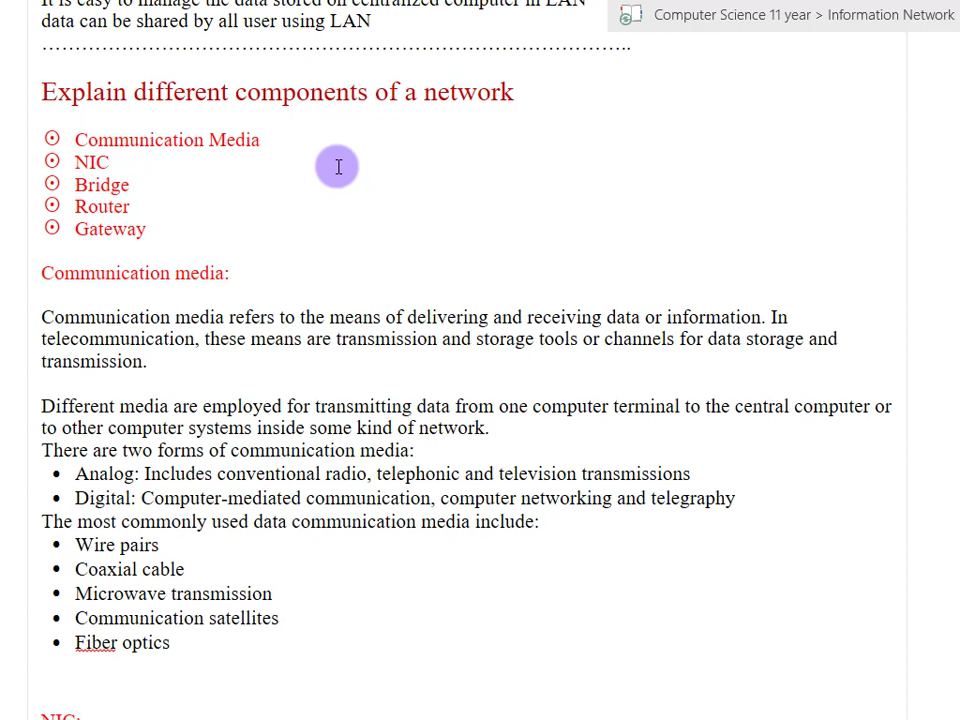 It is easy to manage the data stored on centralized computer in LAN
data can be shared by all user using LAN
Computer Science 11 year > Information Network
…………………………………………………………………………..
Explain different components of a network
Communication Media
NIC
Bridge
Router
Gateway
Communication media:
Communication media refers to the means of delivering and receiving data or information. In
telecommunication, these means are transmission and storage tools or channels for data storage and
transmission.
Different media are employed for transmitting data from one computer terminal to the central computer or
to other computer systems inside some kind of network.
There are two forms of communication media:
• Analog: Includes conventional radio, telephonic and television transmissions
• Digital: Computer-mediated communication, computer networking and telegraphy
The most commonly used data communication media include:
• Wire pairs
• Coaxial cable
• Microwave transmission
• Communication satellites
• Fiber optics
NIC: